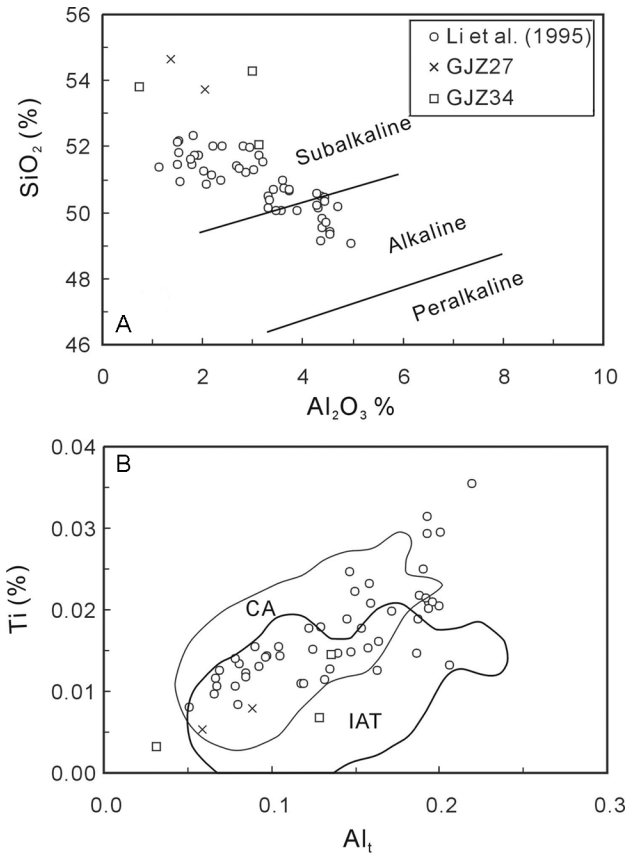 56
54
52
50
48
46
SiO₂ (%)
Li et al. (1995)
GJZ27
GJZ34
Subalkaline
Alkaline
Peralkaline
A
0 2 4 6 8 10
Al₂O₃ %
0.04
0.03
0.02
0.01
0.00
Ti (%)
B
CA
IAT
0.0 0.1 0.2 0.3
Alₜ